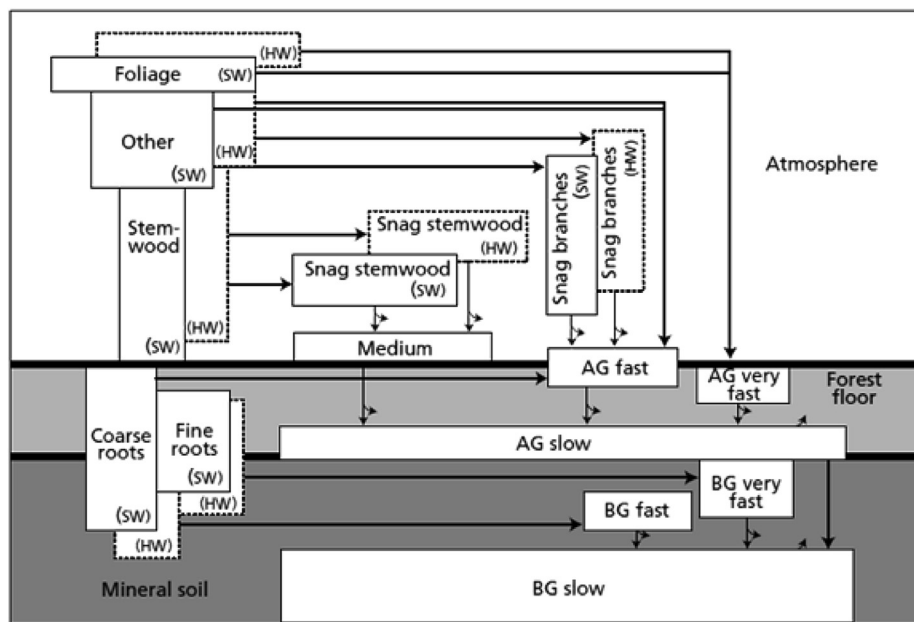 (HW)
Foliage
(SW)
Other
(HW)
(SW)
Stem-
wood
(HW)
(SW)
Snag stemwood
(HW)
Snag stemwood
(SW)
Snag branches
(SW)
Snag branches
(HW)
Atmosphere
Medium
AG fast
AG very
fast
Forest
floor
Coarse
roots
(SW)
(HW)
Fine
roots
(SW)
(HW)
AG slow
BG very
fast
BG fast
Mineral soil
BG slow